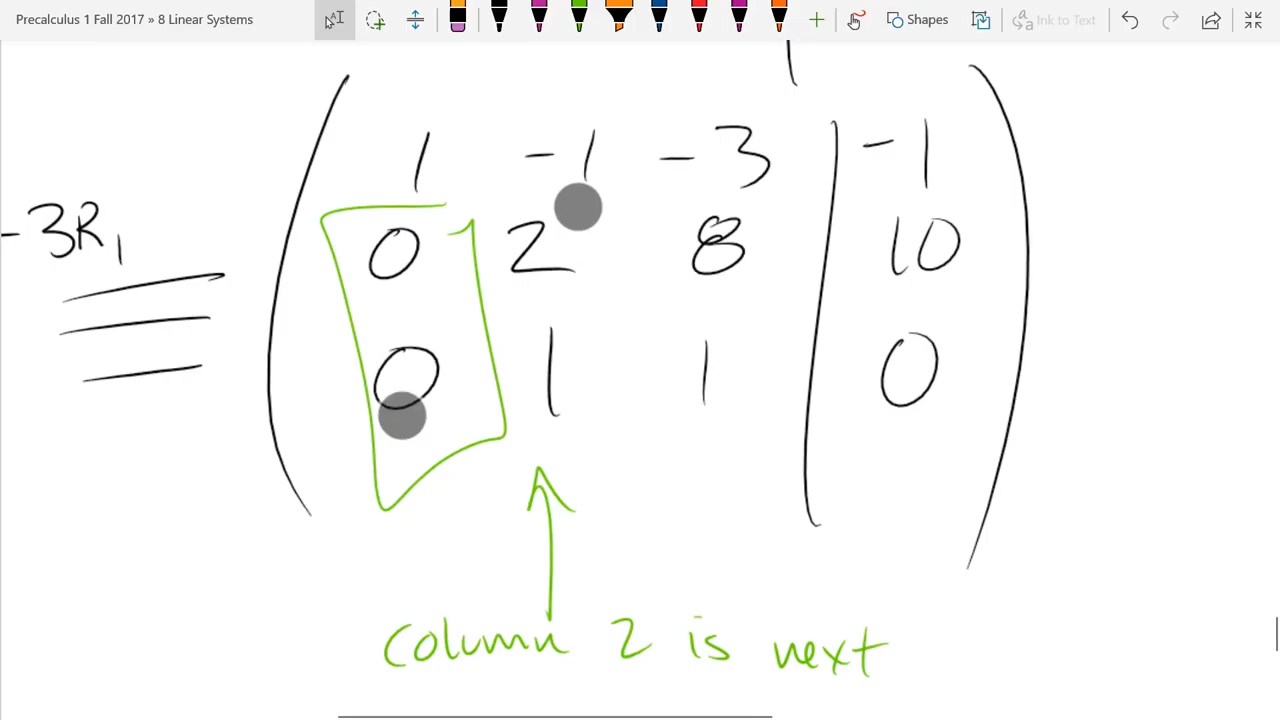 Precalculus 1 Fall 2017 » 8 Linear Systems
Shapes
Ink to Text
1 -1 -3 | -1
-3R₁
0 2 8 | 10
0 1 1 | 0
column 2 is next